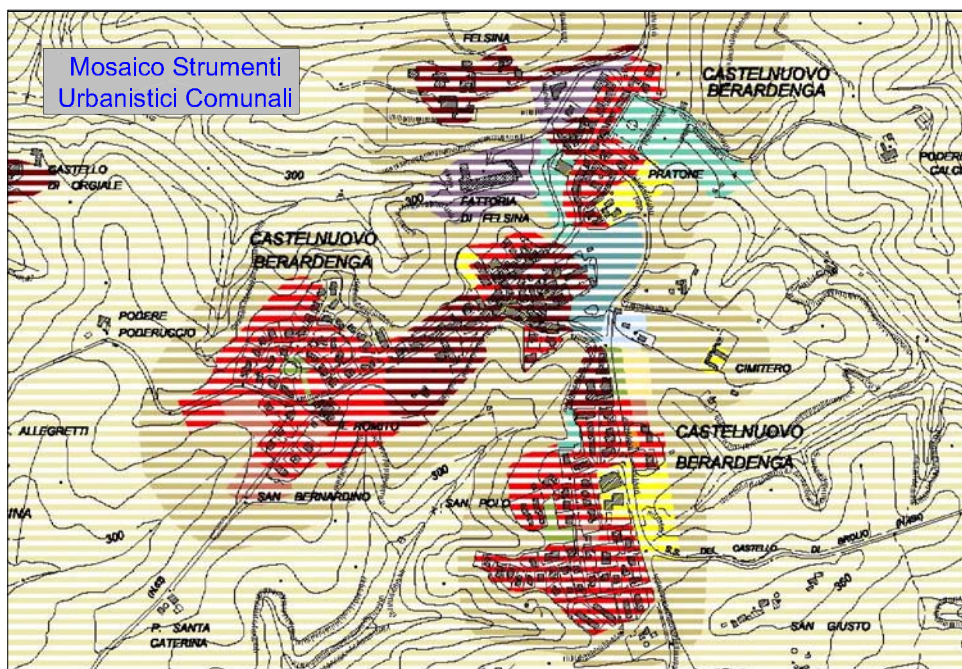 Mosaico Strumenti
Urbanistici Comunali
FELSINA
CASTELNUOVO
BERARDENGA
CASTELLO
DI ORGIALE
300
300
PRATONE
PODERE
FATTORIA
DI FELSINA
CASTELNUOVO
BERARDENGA
PODERE
PODERUCCIO
CIMITERO
ALLEGRETTI
IL ROMITO
CASTELNUOVO
BERARDENGA
300
SAN BERNARDINO
SAN POLO
300
S.S. DEL CASTELLO DI BROLIO
360
P. SANTA
CATERINA
SAN GIUSTO